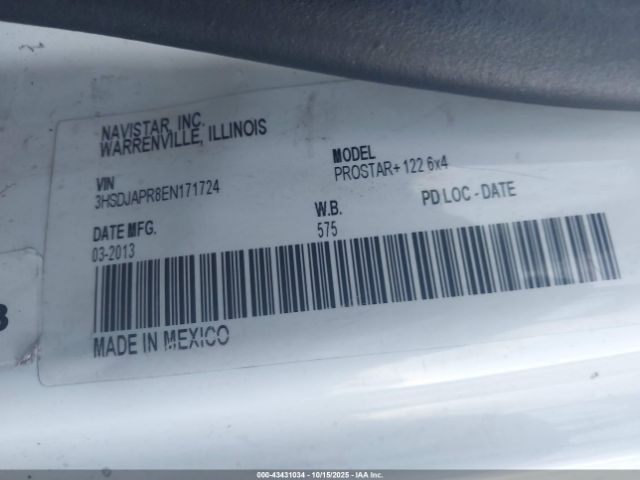 NAVISTAR, INC.
WARRENVILLE, ILLINOIS
VIN
3HSDJAPR8EN171724
MODEL
PROSTAR+ 122 6x4
DATE MFG.
03-2013
W.B.
575
PD LOC - DATE
MADE IN MEXICO
000-43431034 - 10/15/2025 - IAA Inc.